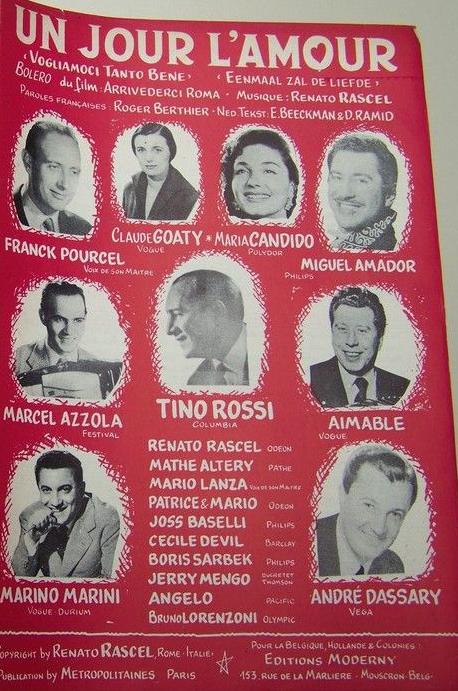 UN JOUR L'AMOUR
(VOGLIAMOCI TANTO BENE) (EENMAAL ZAL DE LIEFDE)
BOLERO du film: ARRIVEDERCI ROMA - MUSIQUE: RENATO RASCEL
PAROLES FRANÇAISES: ROGER BERTHIER - NED. TEKST. E. BEECKMAN & D. RAMID
FRANCK POURCEL
VOIX DE SON MAITRE
CLAUDE GOATY * MARIA CANDIDO
VOGUE POLYDOR
MIGUEL AMADOR
PHILIPS
MARCEL AZZOLA
FESTIVAL
TINO ROSSI
COLUMBIA
AIMABLE
VOGUE
RENATO RASCEL ODEON
MATHE ALTERY PATHE
MARIO LANZA VOIX DE SON MAITRE
PATRICE & MARIO ODEON
JOSS BASELLI PHILIPS
CECILE DEVIL BARCLAY
BORIS SARBEK PHILIPS
JERRY MENGO DUCRETET THOMSON
ANGELO PACIFIC
BRUNO LORENZONI OLYMPIC
MARINO MARINI
VOGUE-DURIUM
ANDRÉ DASSARY
VEGA
OPYRIGHT BY RENATO RASCEL, ROME-ITALIE
PUBLICATION BY METROPOLITAINES PARIS
POUR LA BELGIQUE, HOLLANDE & COLONIES:
EDITIONS MODERNY
153, RUE DE LA MARLIERE - MOUSCRON-BELG.